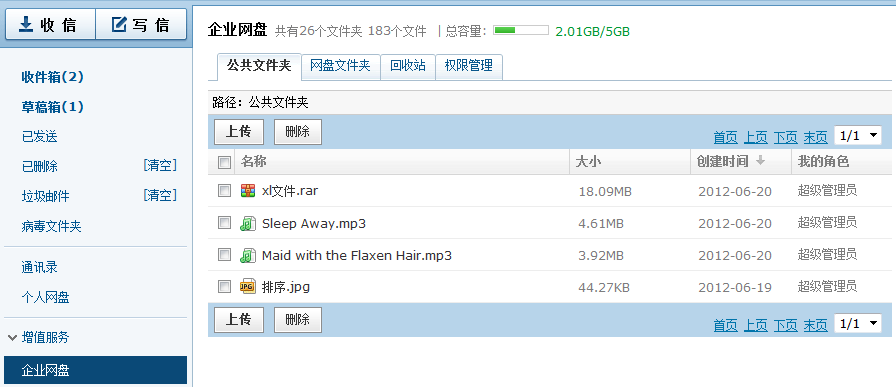 收 信
写 信
收件箱(2)
草稿箱(1)
已发送
已删除 [清空]
垃圾邮件 [清空]
病毒文件夹
通讯录
个人网盘
增值服务
企业网盘
企业网盘 共有26个文件夹 183个文件 | 总容量: 2.01GB/5GB
公共文件夹 网盘文件夹 回收站 权限管理
路径：公共文件夹
上传 删除 首页 上页 下页 末页 1/1
名称 大小 创建时间 我的角色
xl文件.rar 18.09MB 2012-06-20 超级管理员
Sleep Away.mp3 4.61MB 2012-06-20 超级管理员
Maid with the Flaxen Hair.mp3 3.92MB 2012-06-20 超级管理员
JPG 排序.jpg 44.27KB 2012-06-19 超级管理员
上传 删除 首页 上页 下页 末页 1/1